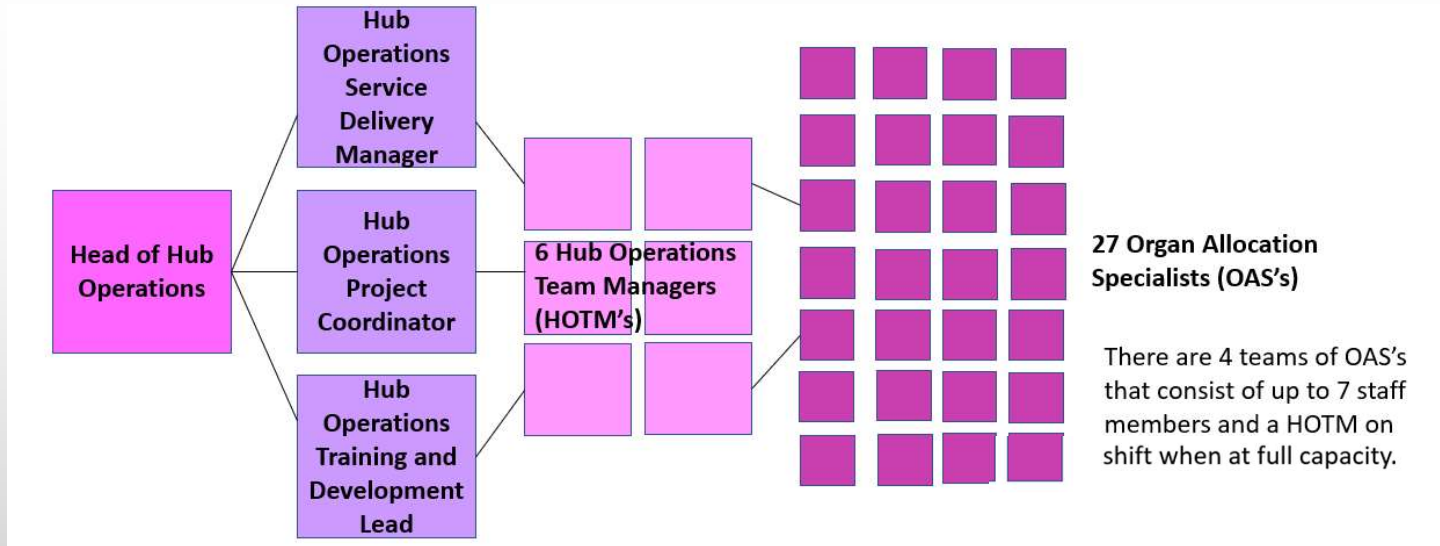 Head of Hub
Operations
Hub
Operations
Service
Delivery
Manager
Hub
Operations
Project
Coordinator
Hub
Operations
Training and
Development
Lead
6 Hub Operations
Team Managers
(HOTM's)
27 Organ Allocation
Specialists (OAS’s)
There are 4 teams of OAS’s
that consist of up to 7 staff
members and a HOTM on
shift when at full capacity.